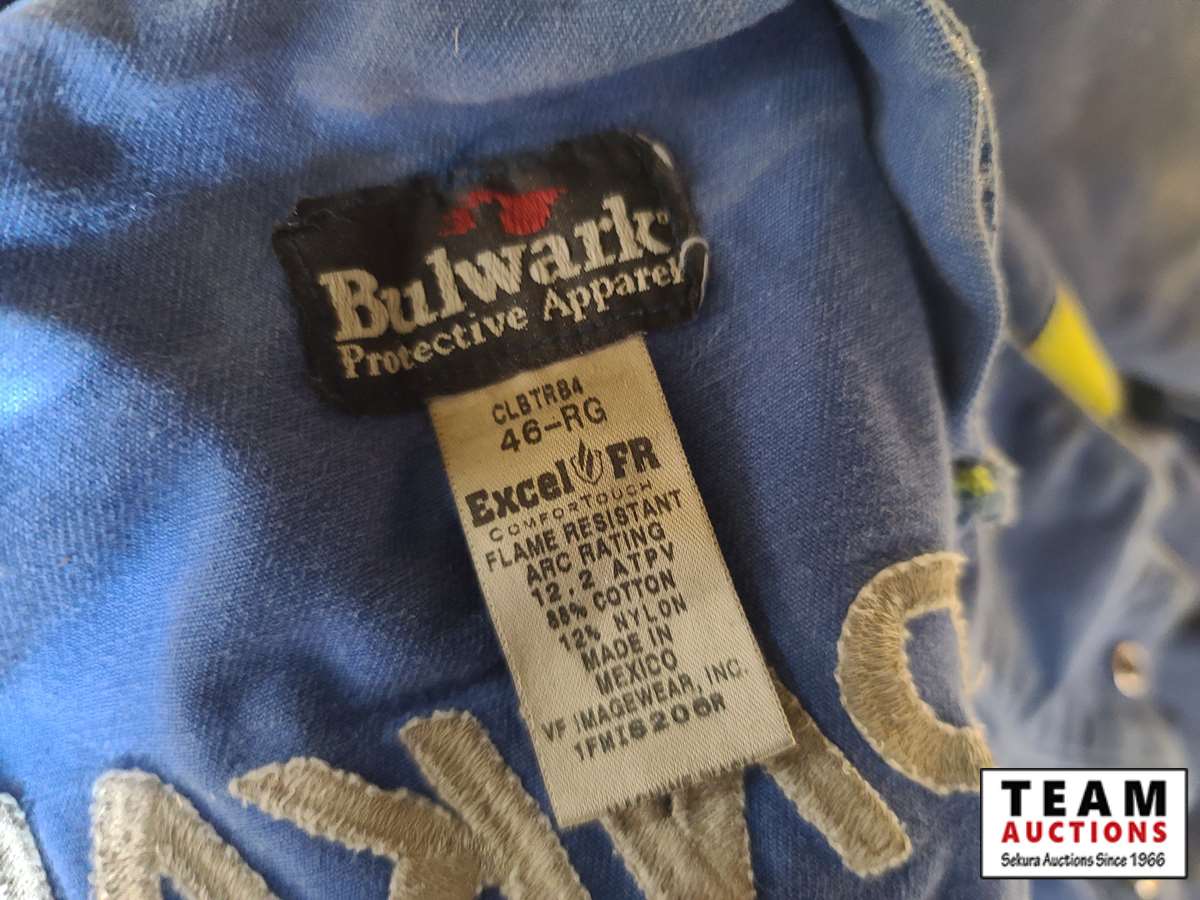 Bulwark
Protective Apparel
CLBTRB4
46-RG
Excel FR
COMFORTOUCH
FLAME RESISTANT
ARC RATING
12.2 ATPV
88% COTTON
12% NYLON
MADE IN
MEXICO
VF IMAGEWEAR, INC.
TEAM
AUCTIONS
Sekura Auctions Since 1966